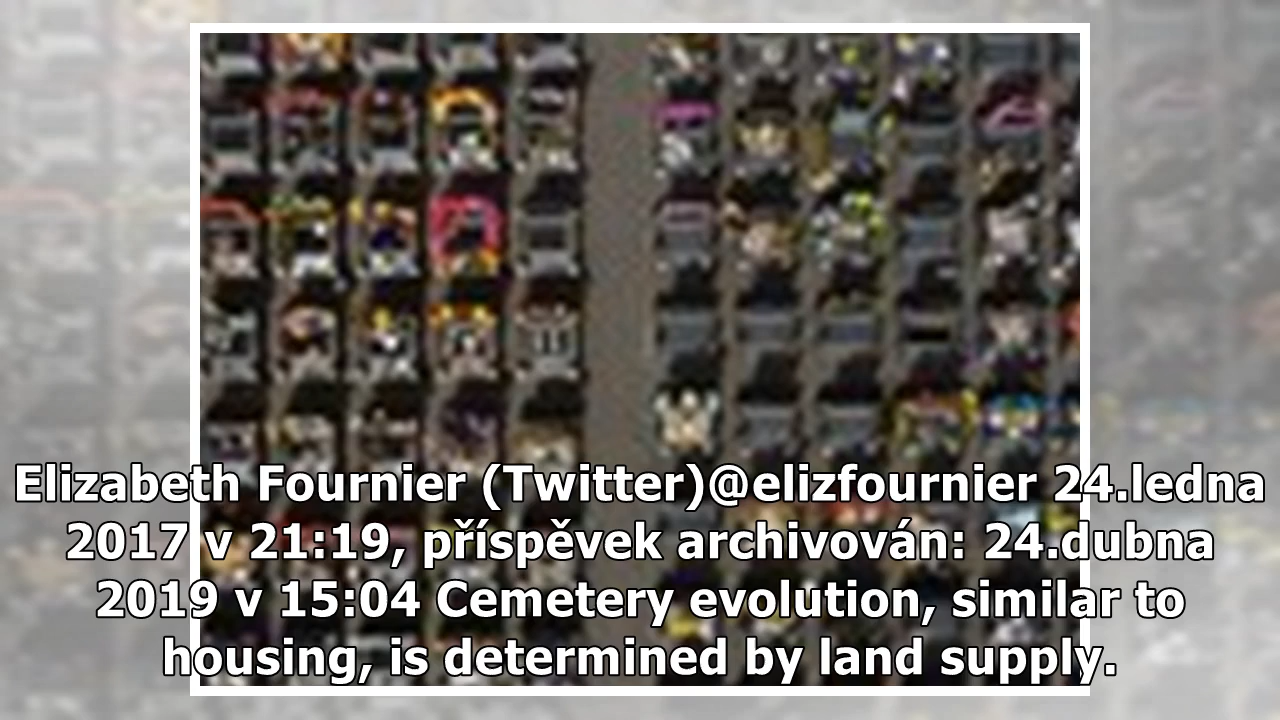 Elizabeth Fournier (Twitter)@elizfournier 24.ledna
2017 v 21:19, příspěvek archivován: 24.dubna
2019 v 15:04 Cemetery evolution, similar to
housing, is determined by land supply.